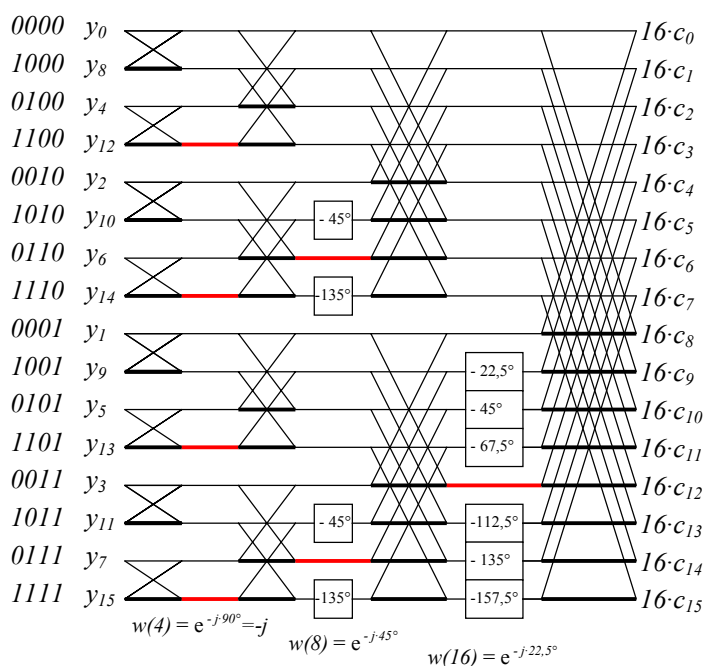 0000 y0 16·c0
1000 y8 16·c1
0100 y4 16·c2
1100 y12 16·c3
0010 y2 16·c4
1010 y10 - 45° 16·c5
0110 y6 16·c6
1110 y14 -135° 16·c7
0001 y1 16·c8
1001 y9 - 22,5° 16·c9
0101 y5 - 45° 16·c10
1101 y13 - 67,5° 16·c11
0011 y3 16·c12
1011 y11 - 45° -112,5° 16·c13
0111 y7 - 135° 16·c14
1111 y15 -135° -157,5° 16·c15
w(4) = e^-j·90°=-j
w(8) = e^-j·45°
w(16) = e^-j·22,5°